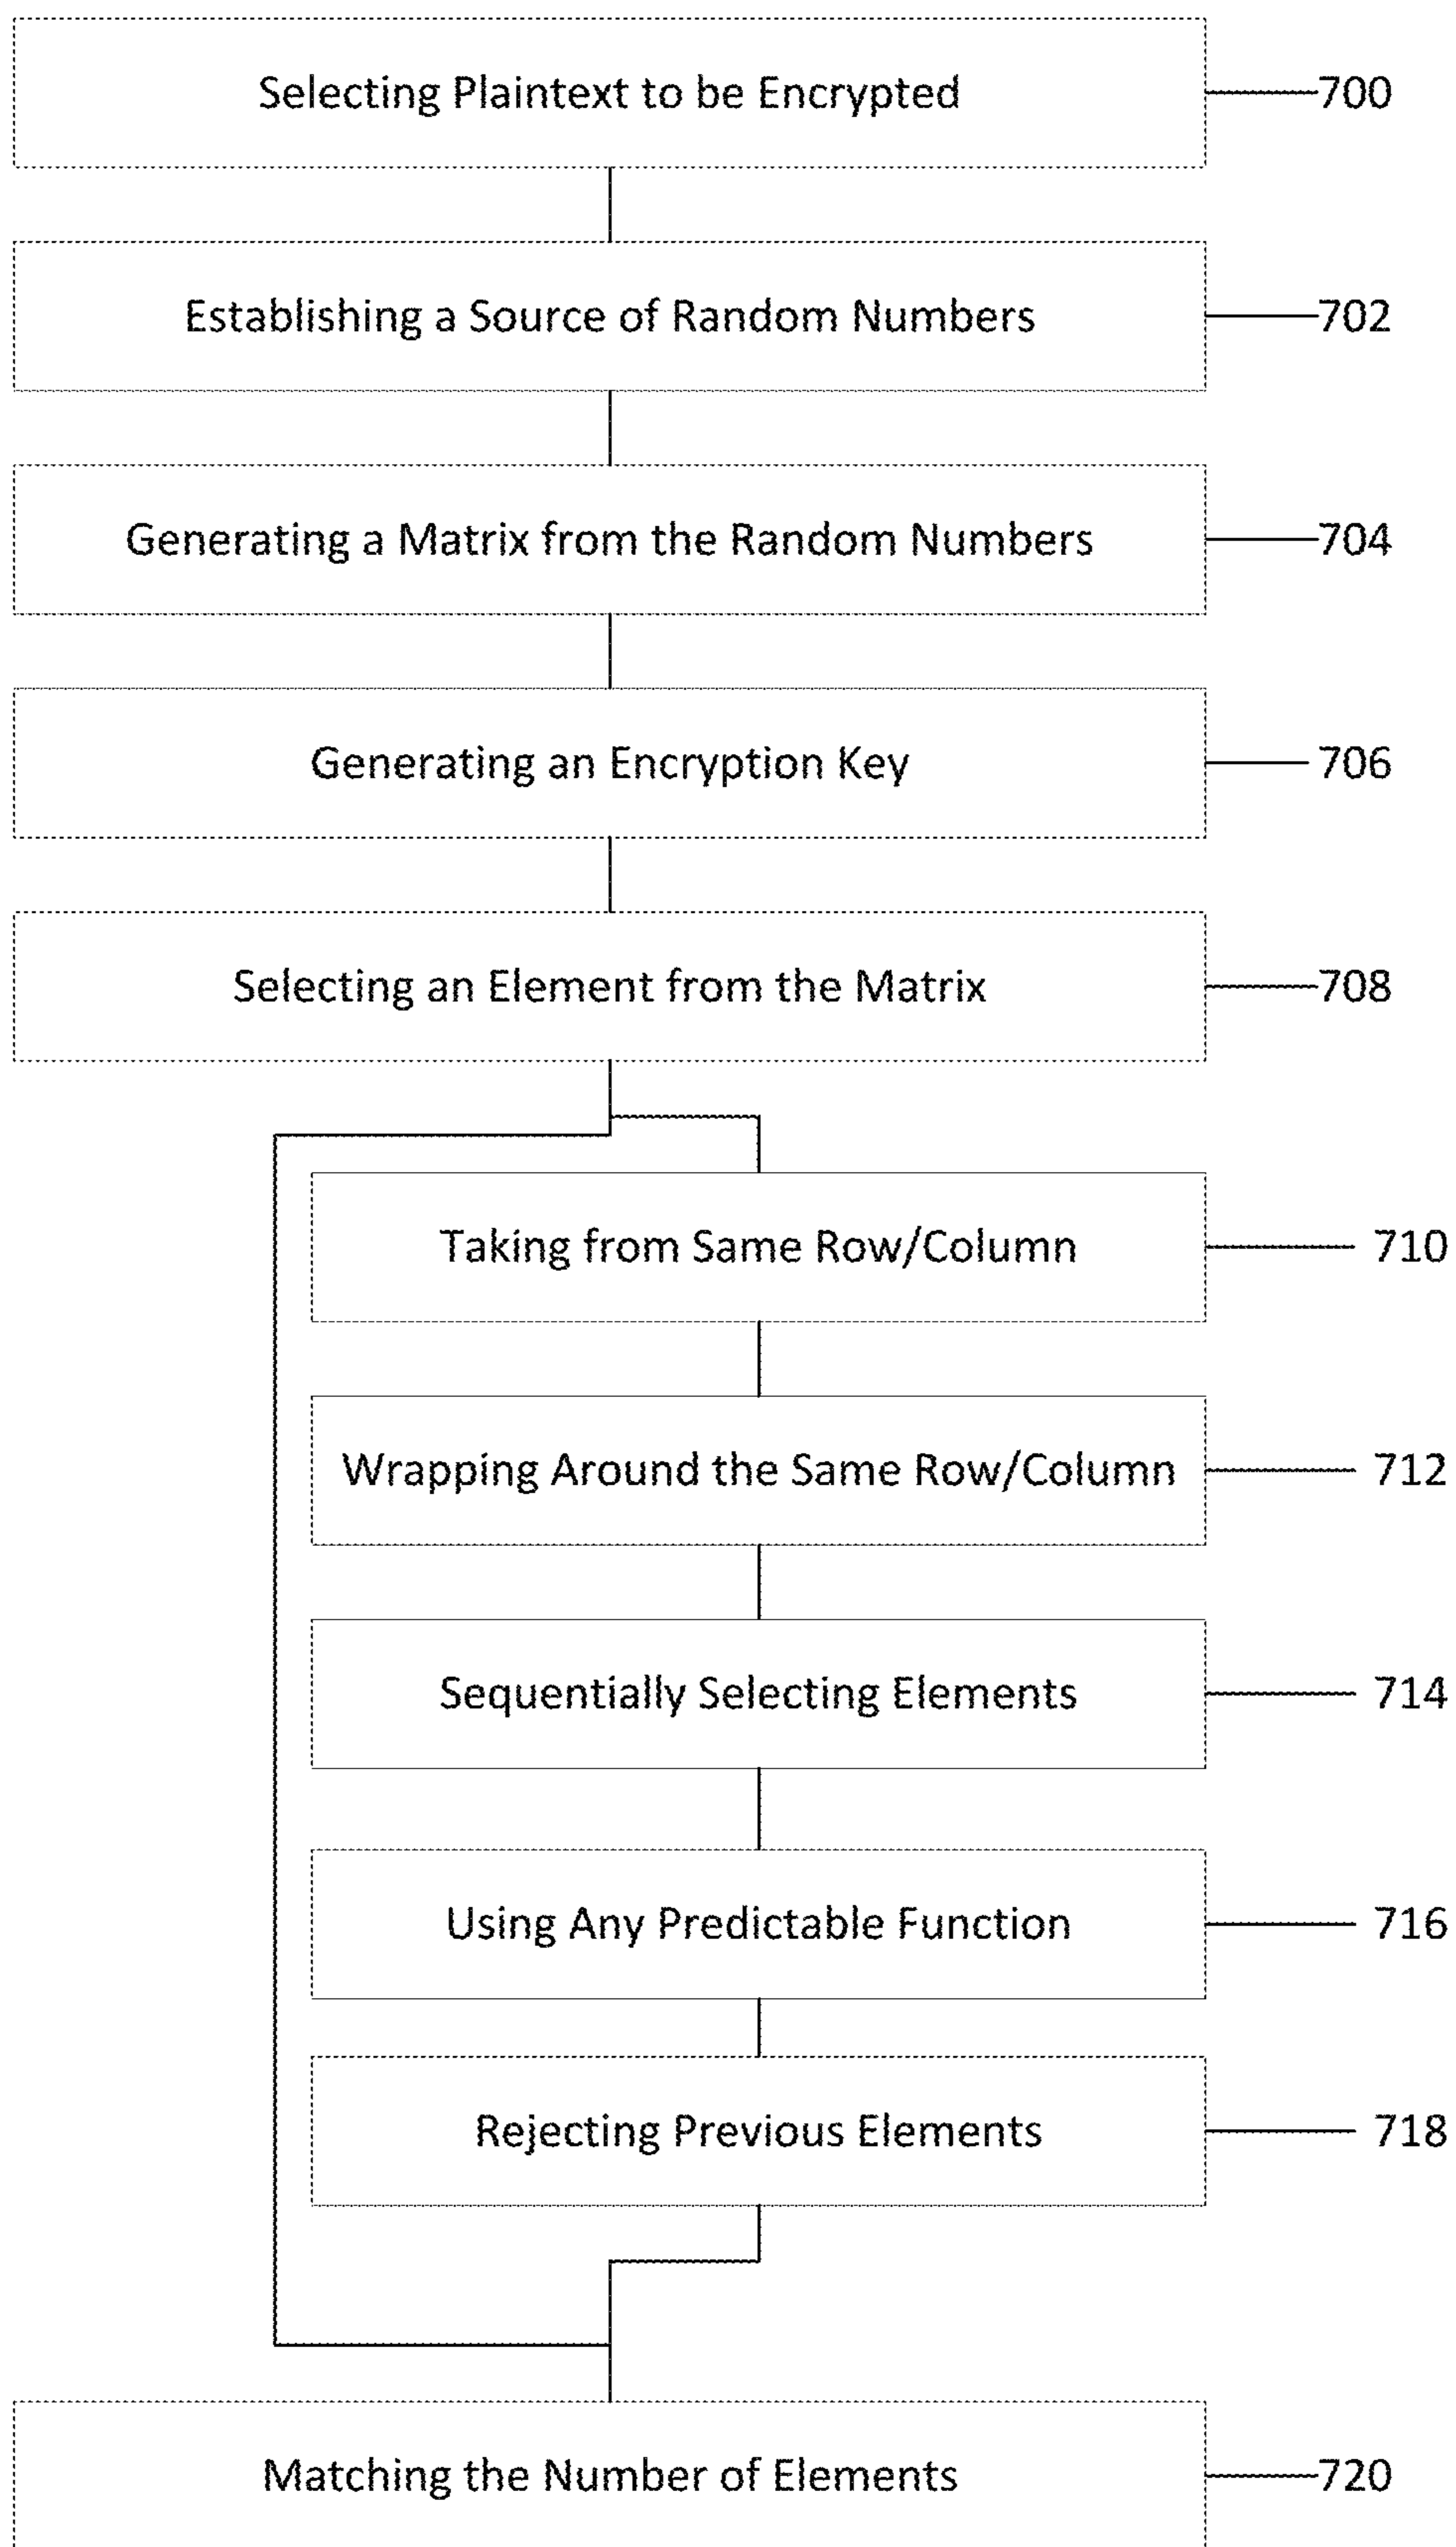 Selecting Plaintext to be Encrypted 700
Establishing a Source of Random Numbers 702
Generating a Matrix from the Random Numbers 704
Generating an Encryption Key 706
Selecting an Element from the Matrix 708
Taking from Same Row/Column 710
Wrapping Around the Same Row/Column 712
Sequentially Selecting Elements 714
Using Any Predictable Function 716
Rejecting Previous Elements 718
Matching the Number of Elements 720